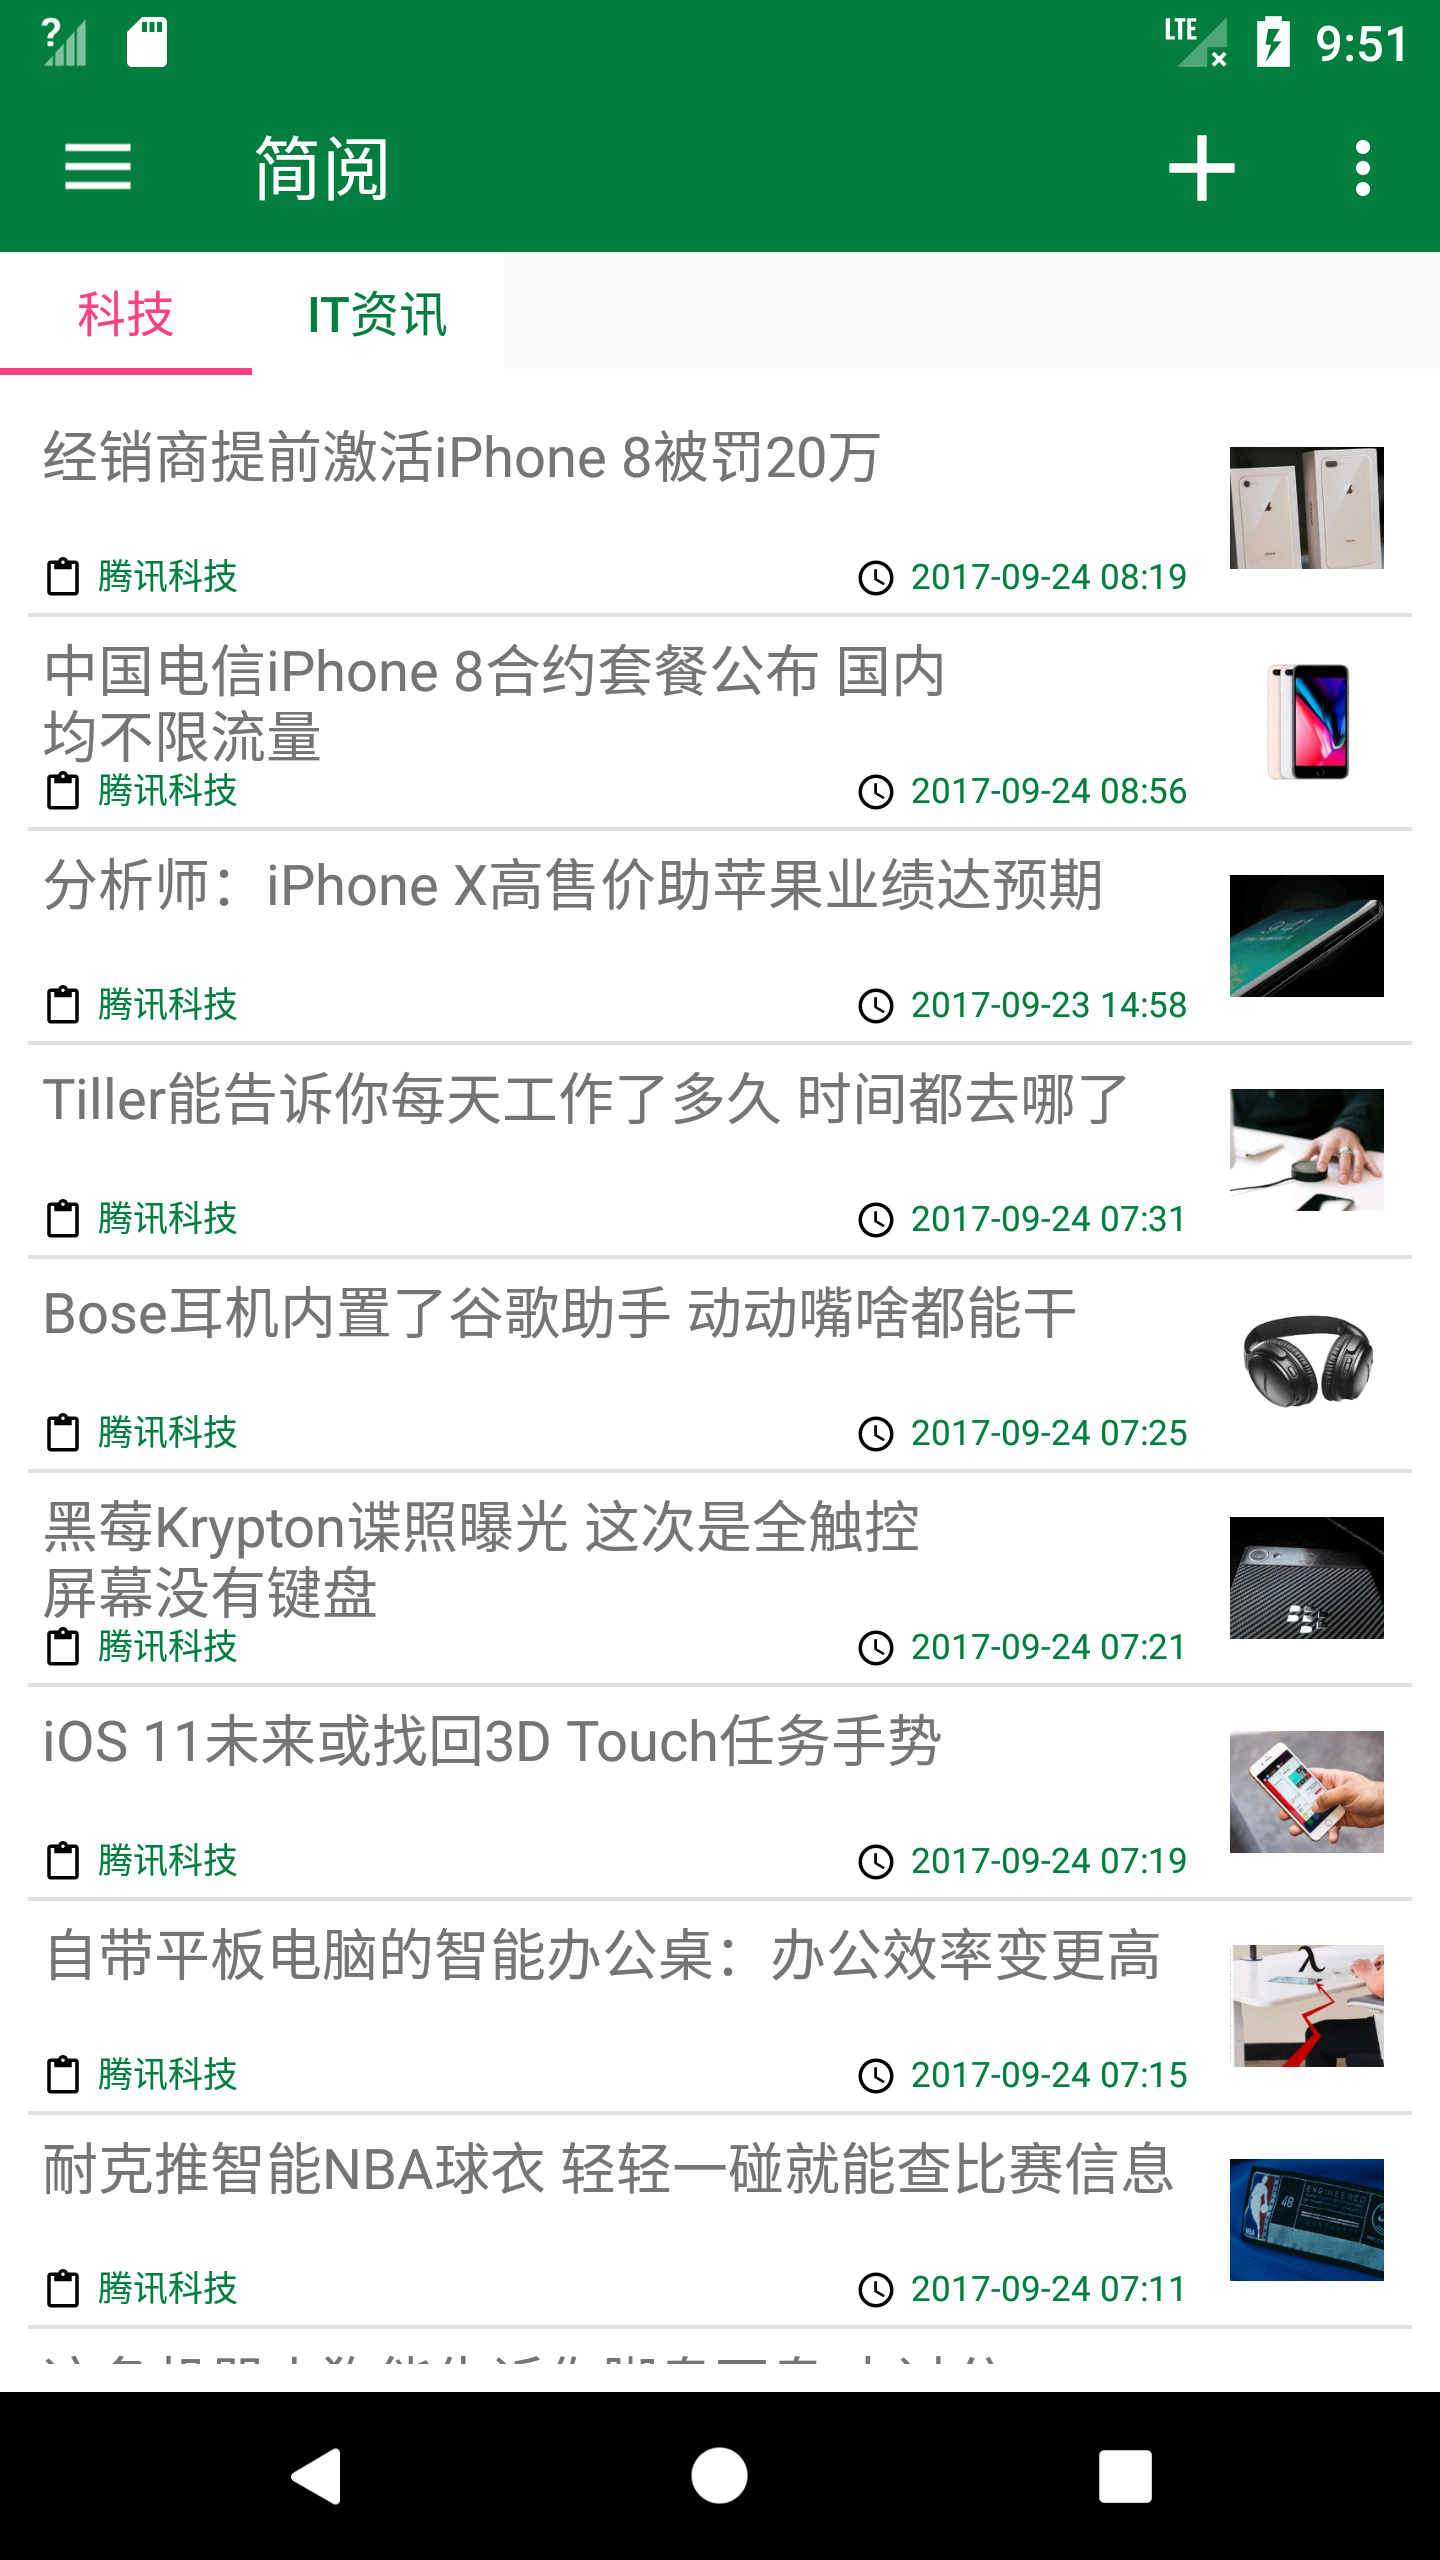 LTE 9:51
简阅
科技 IT资讯
经销商提前激活iPhone 8被罚20万
腾讯科技 2017-09-24 08:19
中国电信iPhone 8合约套餐公布 国内
均不限流量
腾讯科技 2017-09-24 08:56
分析师：iPhone X高售价助苹果业绩达预期
腾讯科技 2017-09-23 14:58
Tiller能告诉你每天工作了多久 时间都去哪了
腾讯科技 2017-09-24 07:31
Bose耳机内置了谷歌助手 动动嘴啥都能干
腾讯科技 2017-09-24 07:25
黑莓Krypton谍照曝光 这次是全触控
屏幕没有键盘
腾讯科技 2017-09-24 07:21
iOS 11未来或找回3D Touch任务手势
腾讯科技 2017-09-24 07:19
自带平板电脑的智能办公桌：办公效率变更高
腾讯科技 2017-09-24 07:15
耐克推智能NBA球衣 轻轻一碰就能查比赛信息
ENGINEERED
48
腾讯科技 2017-09-24 07:11